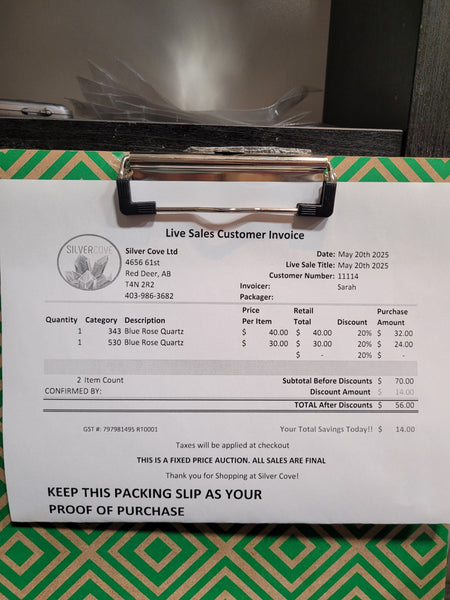 Live Sales Customer Invoice
SILVERCOVE
Silver Cove Ltd
4656 61st
Red Deer, AB
T4N 2R2
403-986-3682
Date: May 20th 2025
Live Sale Title: May 20th 2025
Customer Number: 11114
Invoicer: Sarah
Packager:
Quantity Category Description Price Per Item Retail Total Discount Purchase Amount
1 343 Blue Rose Quartz $ 40.00 $ 40.00 20% $ 32.00
1 530 Blue Rose Quartz $ 30.00 $ 30.00 20% $ 24.00
$ - 20% $ -
2 Item Count Subtotal Before Discounts $ 70.00
CONFIRMED BY: Discount Amount $ 14.00
TOTAL After Discounts $ 56.00
GST #: 797981495 RT0001 Your Total Savings Today!! $ 14.00
Taxes will be applied at checkout
THIS IS A FIXED PRICE AUCTION. ALL SALES ARE FINAL
Thank you for Shopping at Silver Cove!
KEEP THIS PACKING SLIP AS YOUR
PROOF OF PURCHASE